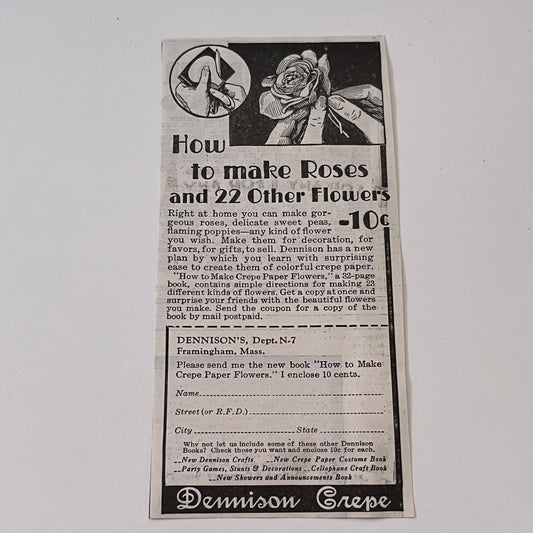 How
to make Roses
and 22 Other Flowers
-10c
Right at home you can make gor-
geous roses, delicate sweet peas,
flaming poppies—any kind of flower
you wish. Make them for decoration, for
favors, for gifts, to sell. Dennison has a new
plan by which you learn with surprising
ease to create them of colorful crepe paper.
"How to Make Crepe Paper Flowers," a 32-page
book, contains simple directions for making 23
different kinds of flowers. Get a copy at once and
surprise your friends with the beautiful flowers
you make. Send the coupon for a copy of the
book by mail postpaid.
DENNISON'S, Dept. N-7
Framingham, Mass.
Please send me the new book "How to Make
Crepe Paper Flowers." I enclose 10 cents.
Name
Street (or R.F.D.)
City State
Why not let us include some of these other Dennison
Books? Check those you want and enclose 10c for each.
__New Dennison Crafts __New Crepe Paper Costume Book
__Party Games, Stunts & Decorations __Cellophane Craft Book
__New Showers and Announcements Book
Dennison Crepe